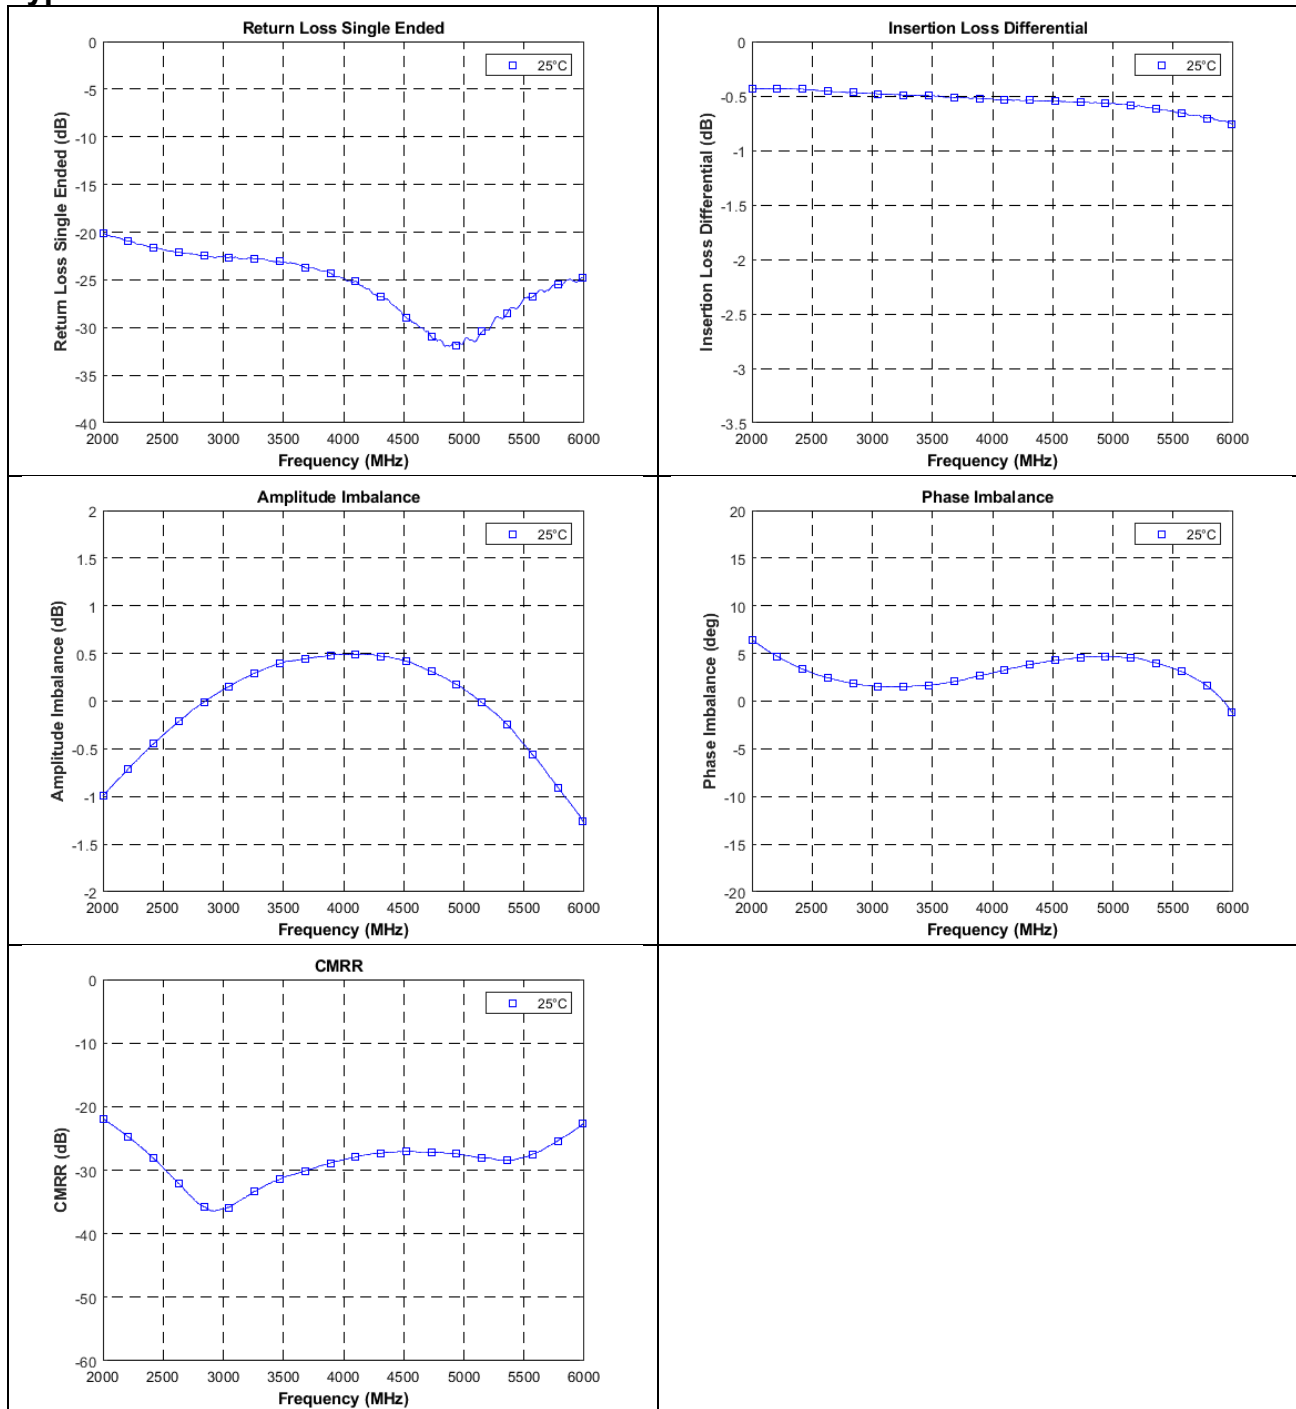 Return Loss Single Ended
25°C
0
-5
-10
-15
-20
-25
-30
-35
-40
Return Loss Single Ended (dB)
2000 2500 3000 3500 4000 4500 5000 5500 6000
Frequency (MHz)
Insertion Loss Differential
25°C
0
-0.5
-1
-1.5
-2
-2.5
-3
-3.5
Insertion Loss Differential (dB)
2000 2500 3000 3500 4000 4500 5000 5500 6000
Frequency (MHz)
Amplitude Imbalance
25°C
2
1.5
1
0.5
0
-0.5
-1
-1.5
-2
Amplitude Imbalance (dB)
2000 2500 3000 3500 4000 4500 5000 5500 6000
Frequency (MHz)
Phase Imbalance
25°C
20
15
10
5
0
-5
-10
-15
-20
Phase Imbalance (deg)
2000 2500 3000 3500 4000 4500 5000 5500 6000
Frequency (MHz)
CMRR
25°C
0
-10
-20
-30
-40
-50
-60
CMRR (dB)
2000 2500 3000 3500 4000 4500 5000 5500 6000
Frequency (MHz)